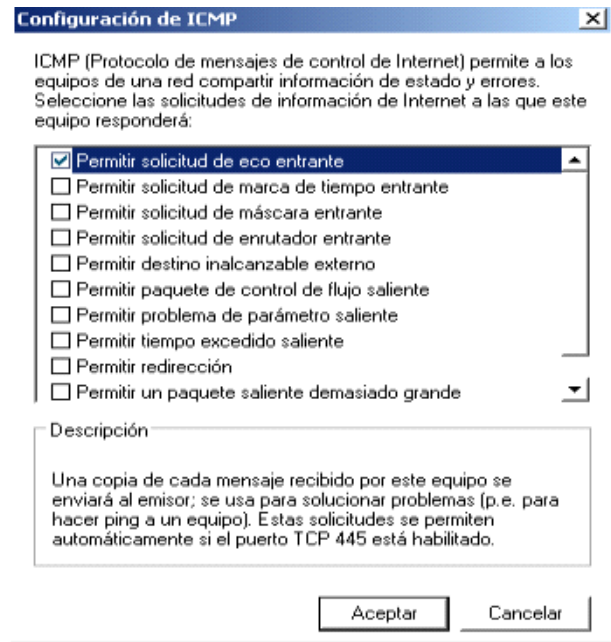 Configuración de ICMP
ICMP (Protocolo de mensajes de control de Internet) permite a los
equipos de una red compartir información de estado y errores.
Seleccione las solicitudes de información de Internet a las que este
equipo responderá:
Permitir solicitud de eco entrante
Permitir solicitud de marca de tiempo entrante
Permitir solicitud de máscara entrante
Permitir solicitud de enrutador entrante
Permitir destino inalcanzable externo
Permitir paquete de control de flujo saliente
Permitir problema de parámetro saliente
Permitir tiempo excedido saliente
Permitir redirección
Permitir un paquete saliente demasiado grande
Descripción
Una copia de cada mensaje recibido por este equipo se
enviará al emisor; se usa para solucionar problemas (p.e. para
hacer ping a un equipo). Estas solicitudes se permiten
automáticamente si el puerto TCP 445 está habilitado.
Aceptar
Cancelar